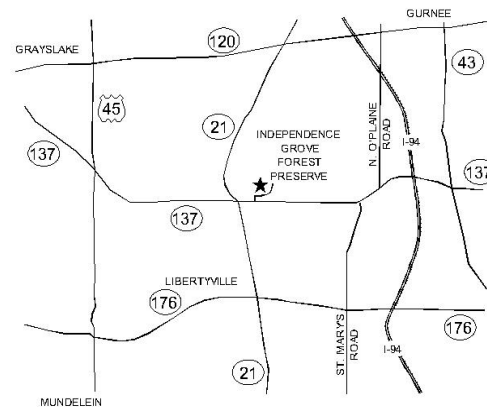 GURNEE
GRAYSLAKE
120
43
45
21
N. O'PLAINE
ROAD
I-94
INDEPENDENCE
GROVE
FOREST
PRESERVE
137
137
137
LIBERTYVILLE
176
176
ST. MARY'S
ROAD
I-94
21
MUNDELEIN